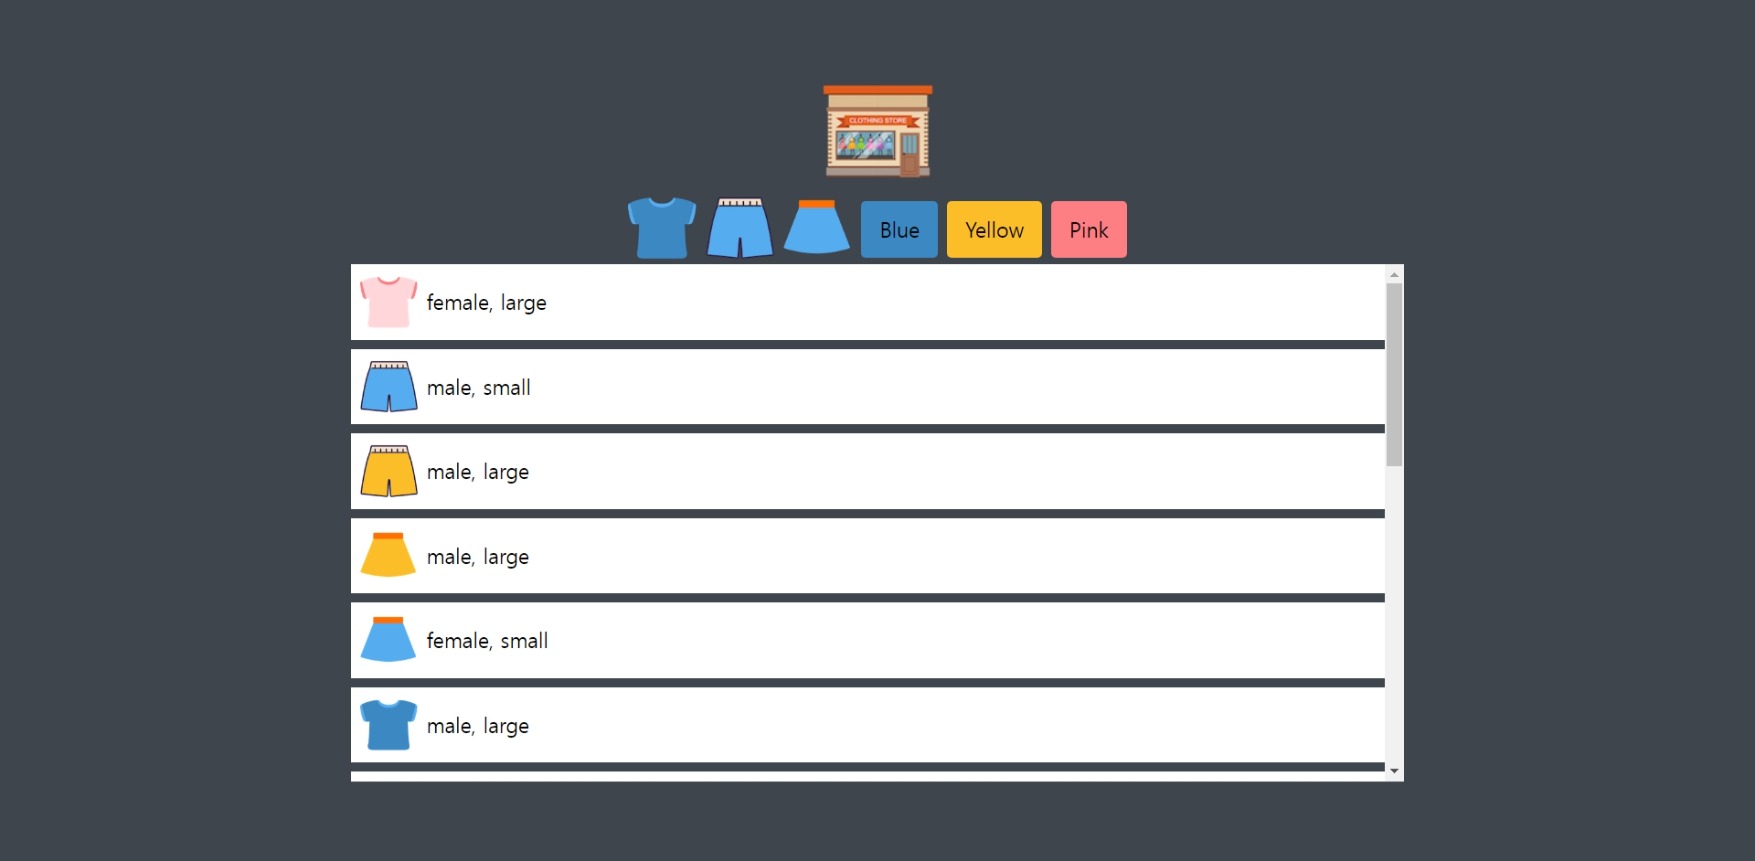 CLOTHING STORE
Blue
Yellow
Pink
female, large
male, small
male, large
male, large
female, small
male, large